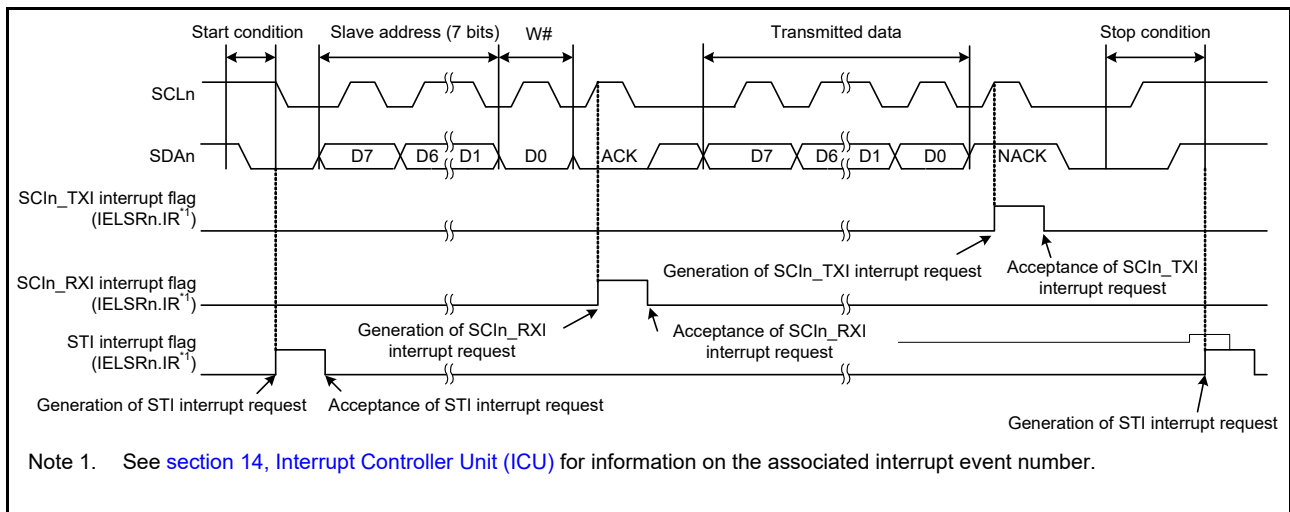 Start condition
Slave address (7 bits)
W#
Transmitted data
Stop condition
SCLn
SDAn
D7
D6
D1
D0
ACK
D7
D6
D1
D0
NACK
SCIn_TXI interrupt flag
(IELSRn.IR*1)
Generation of SCIn_TXI interrupt request
Acceptance of SCIn_TXI
interrupt request
SCIn_RXI interrupt flag
(IELSRn.IR*1)
Generation of SCIn_RXI
interrupt request
Acceptance of SCIn_RXI
interrupt request
STI interrupt flag
(IELSRn.IR*1)
Generation of STI interrupt request
Acceptance of STI interrupt request
Generation of STI interrupt request
Note 1. See section 14, Interrupt Controller Unit (ICU) for information on the associated interrupt event number.